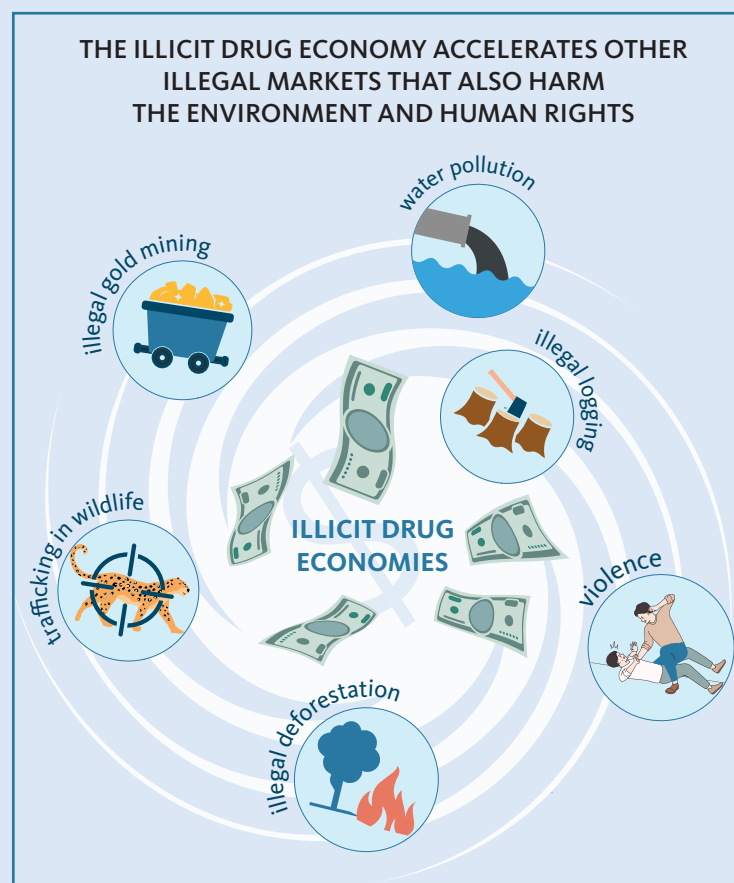 THE ILLICIT DRUG ECONOMY ACCELERATES OTHER
ILLEGAL MARKETS THAT ALSO HARM
THE ENVIRONMENT AND HUMAN RIGHTS
water pollution
illegal gold mining
illegal logging
trafficking in wildlife
ILLICIT DRUG
ECONOMIES
violence
illegal deforestation